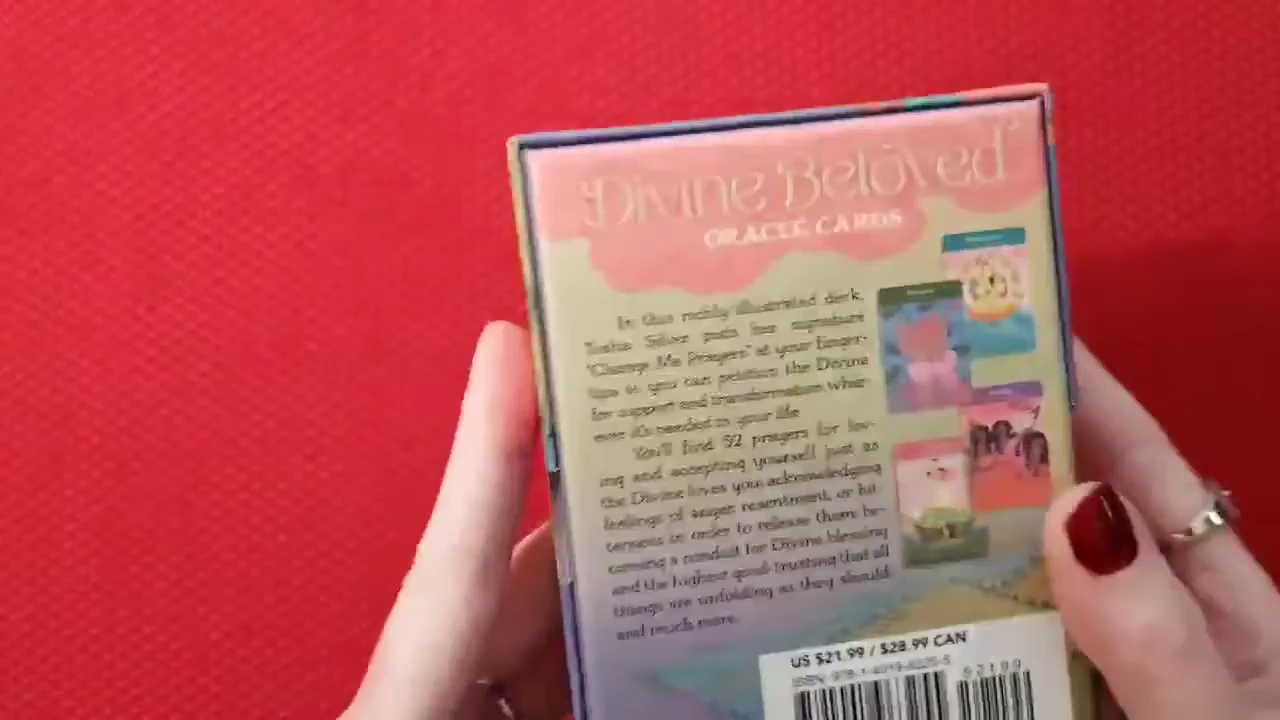 Divine Beloved
ORACLE CARDS
In this richly illustrated deck,
Tosha Silver puts her signature
"Change Me Prayers" at your finger-
tips so you can petition the Divine
for support and transformation wher-
ever it's needed in your life.
You'll find 52 prayers for lov-
ing and accepting yourself just as
the Divine loves you; acknowledging
feelings of anger, resentment, or bit-
terness in order to release them; be-
coming a conduit for Divine blessing
and the highest good; trusting that all
things are unfolding as they should;
and much more.
US $21.99 / $28.99 CAN
52199